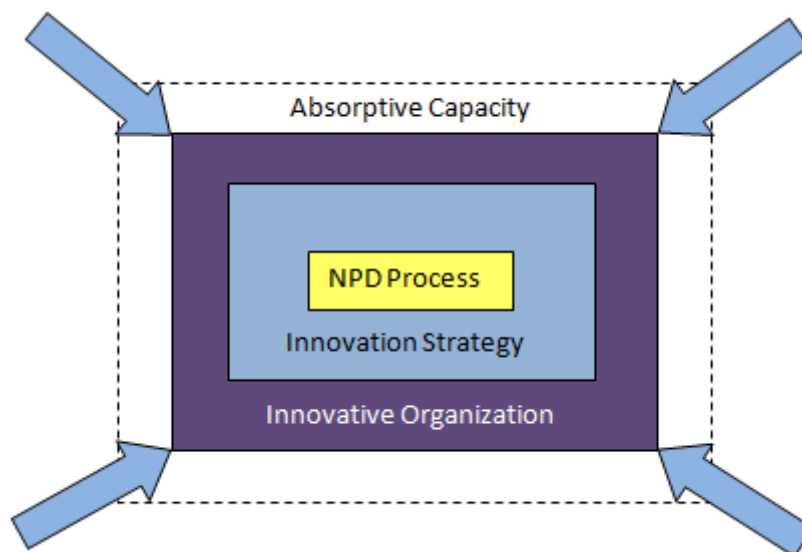 Absorptive Capacity
NPD Process
Innovation Strategy
Innovative Organization